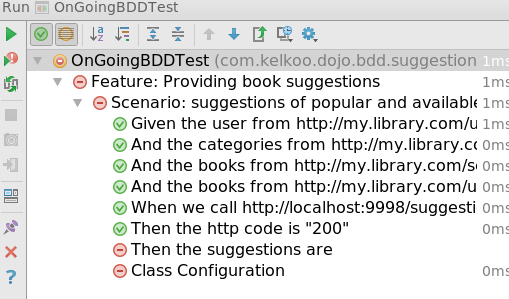 Run OnGoingBDDTest
OnGoingBDDTest (com.kelkoo.dojo.bdd.suggestion 1ms
Feature: Providing book suggestions 1ms
Scenario: suggestions of popular and available 1ms
Given the user from http://my.library.com/u 1ms
And the categories from http://my.library.co 0ms
And the books from http://my.library.com/se 0ms
And the books from http://my.library.com/u 0ms
When we call http://localhost:9998/suggesti 0ms
Then the http code is "200" 0ms
Then the suggestions are
Class Configuration 0ms